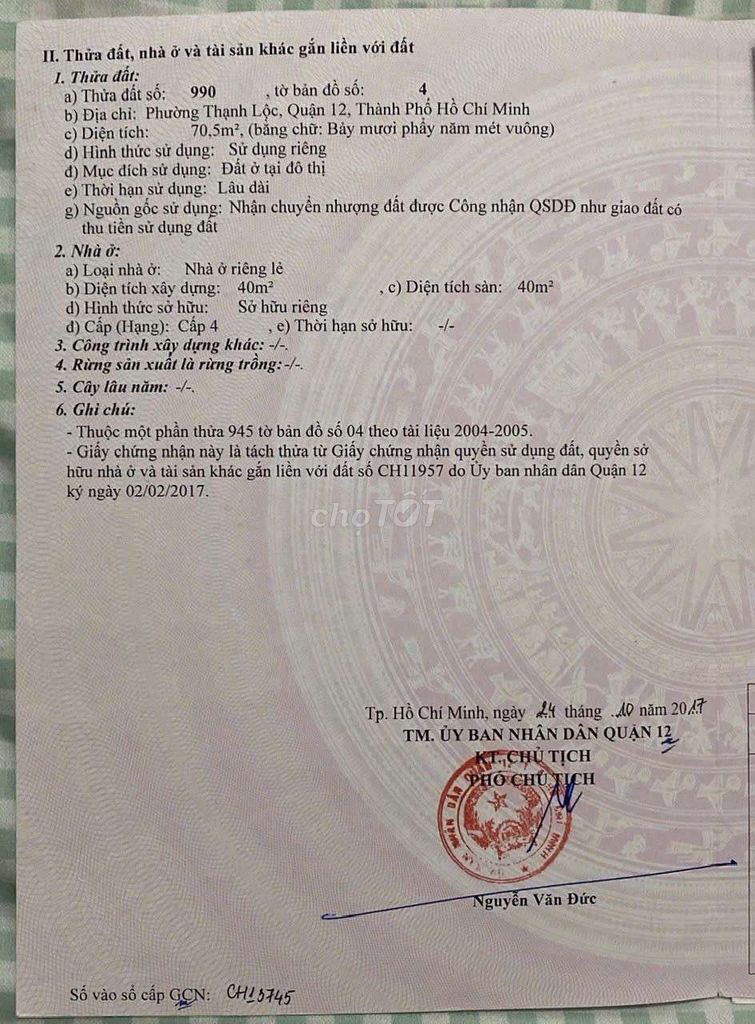 II. Thửa đất, nhà ở và tài sản khác gắn liền với đất
1. Thửa đất:
a) Thửa đất số: 990 , tờ bản đồ số: 4
b) Địa chỉ: Phường Thạnh Lộc, Quận 12, Thành Phố Hồ Chí Minh
c) Diện tích: 70,5m², (bằng chữ: Bảy mươi phẩy năm mét vuông)
d) Hình thức sử dụng: Sử dụng riêng
đ) Mục đích sử dụng: Đất ở tại đô thị
e) Thời hạn sử dụng: Lâu dài
g) Nguồn gốc sử dụng: Nhận chuyển nhượng đất được Công nhận QSDĐ như giao đất có
thu tiền sử dụng đất
2. Nhà ở:
a) Loại nhà ở: Nhà ở riêng lẻ
b) Diện tích xây dựng: 40m² , c) Diện tích sàn: 40m²
d) Hình thức sở hữu: Sở hữu riêng
đ) Cấp (Hạng): Cấp 4 , e) Thời hạn sở hữu: -/-
3. Công trình xây dựng khác: -/-.
4. Rừng sản xuất là rừng trồng: -/-.
5. Cây lâu năm: -/-.
6. Ghi chú:
- Thuộc một phần thửa 945 tờ bản đồ số 04 theo tài liệu 2004-2005.
- Giấy chứng nhận này là tách thửa từ Giấy chứng nhận quyền sử dụng đất, quyền sở
hữu nhà ở và tài sản khác gắn liền với đất số CH11957 do Ủy ban nhân dân Quận 12
ký ngày 02/02/2017.
chợTỐT
Tp. Hồ Chí Minh, ngày 24 tháng 10 năm 2017
TM. ỦY BAN NHÂN DÂN QUẬN 12
KT. CHỦ TỊCH
PHÓ CHỦ TỊCH
Nguyễn Văn Đức
Số vào sổ cấp GCN: CH15745